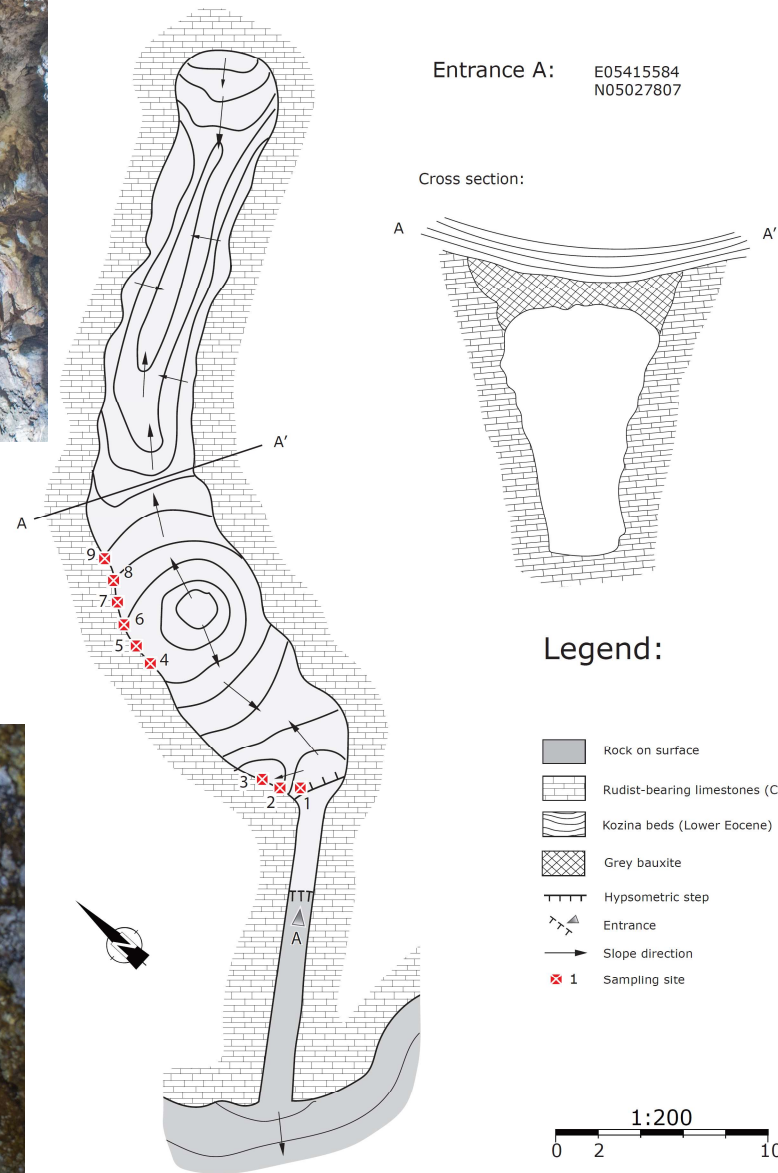 Entrance A:
E05415584
N05027807
Cross section:
A
A'
A'
A
9
8
7
6
5
4
3
2
1
A
Legend:
Rock on surface
Rudist-bearing limestones (C
Kozina beds (Lower Eocene)
Grey bauxite
Hypsometric step
Entrance
Slope direction
1 Sampling site
1:200
0 2 10